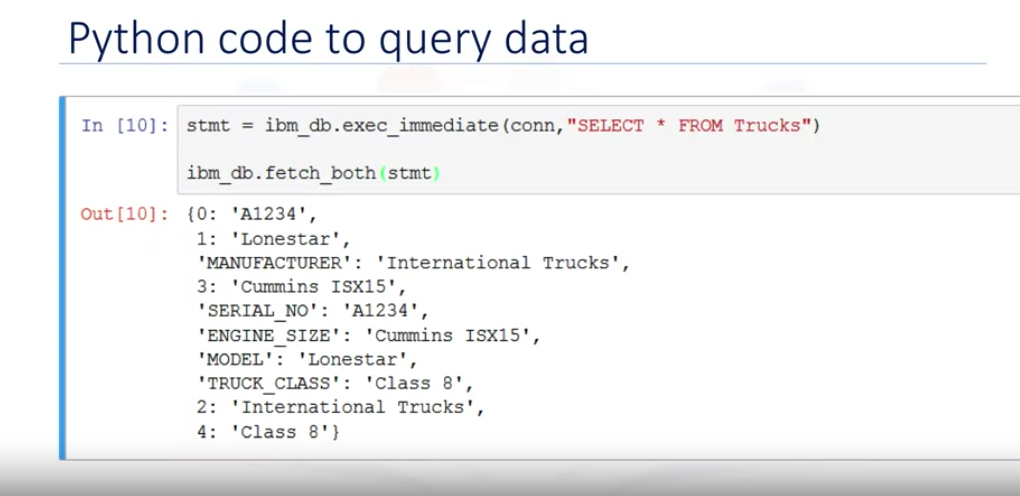 Python code to query data
In [10]: stmt = ibm_db.exec_immediate(conn,"SELECT * FROM Trucks")
ibm_db.fetch_both(stmt)
Out[10]: {0: 'A1234',
1: 'Lonestar',
'MANUFACTURER': 'International Trucks',
3: 'Cummins ISX15',
'SERIAL_NO': 'A1234',
'ENGINE_SIZE': 'Cummins ISX15',
'MODEL': 'Lonestar',
'TRUCK_CLASS': 'Class 8',
2: 'International Trucks',
4: 'Class 8'}